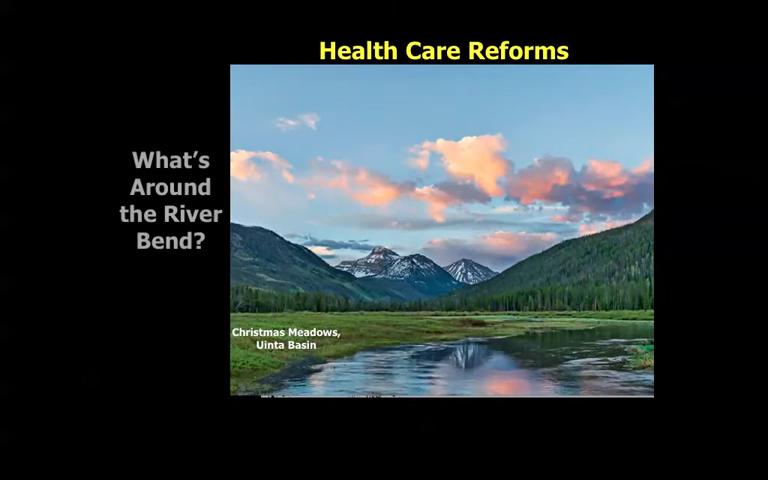 Health Care Reforms
What’s
Around
the River
Bend?
Christmas Meadows,
Uinta Basin